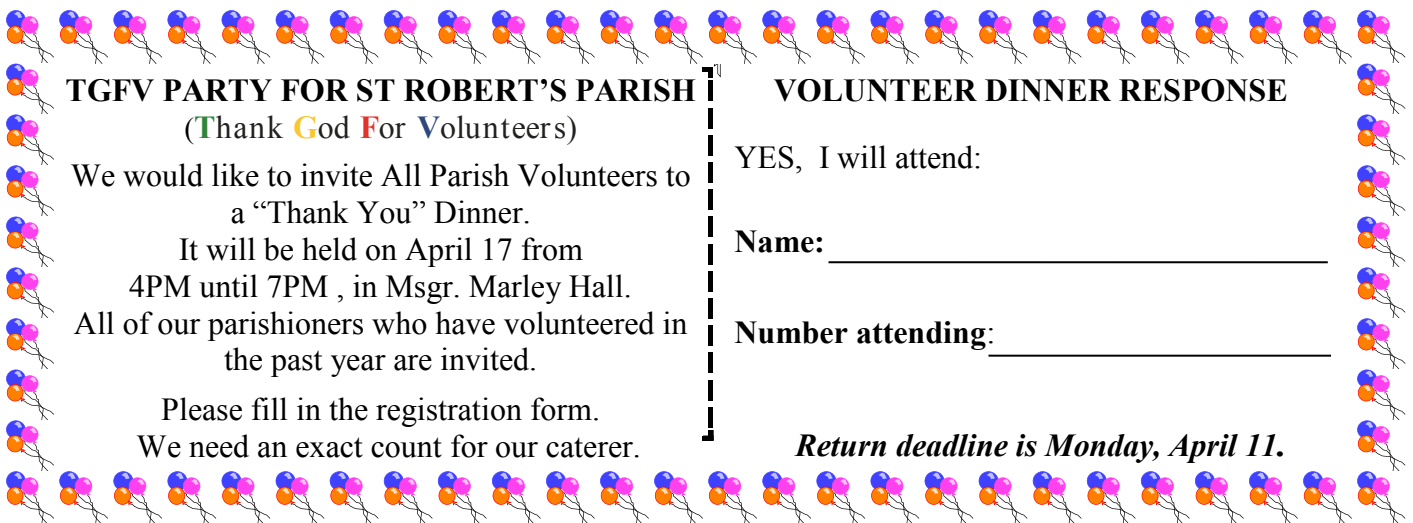 TGFV PARTY FOR ST ROBERT’S PARISH
(Thank God For Volunteers)
We would like to invite All Parish Volunteers to
a “Thank You” Dinner.
It will be held on April 17 from
4PM until 7PM , in Msgr. Marley Hall.
All of our parishioners who have volunteered in
the past year are invited.
Please fill in the registration form.
We need an exact count for our caterer.
VOLUNTEER DINNER RESPONSE
YES,  I will attend:
Name:
Number attending:
Return deadline is Monday, April 11.